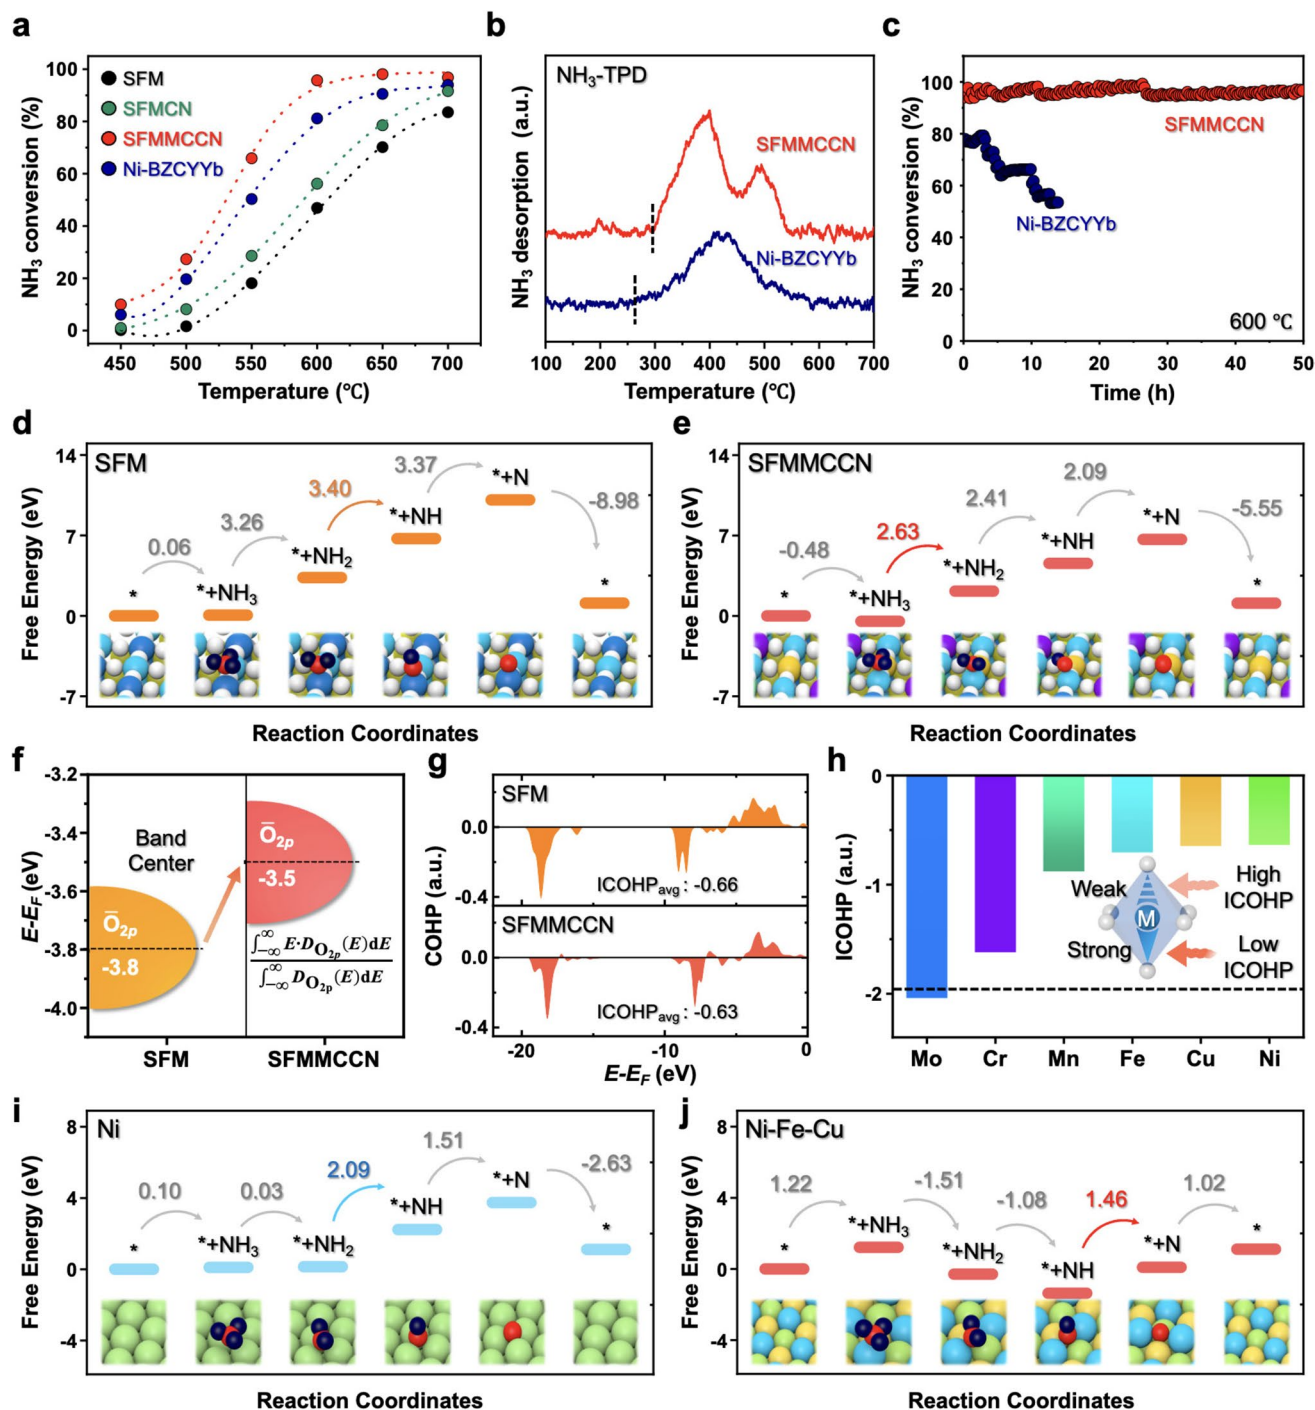 a
NH₃ conversion (%)
100
80
60
40
20
0
SFM
SFMCN
SFMMCCN
Ni-BZCYYb
450 500 550 600 650 700
Temperature (℃)
b
NH₃ desorption (a.u.)
NH₃-TPD
SFMMCCN
Ni-BZCYYb
100 200 300 400 500 600 700
Temperature (℃)
c
NH₃ conversion (%)
100
80
60
40
20
0
SFMMCCN
Ni-BZCYYb
600 ℃
0 10 20 30 40 50
Time (h)
d
Free Energy (eV)
14
7
0
-7
SFM
0.06
3.26
3.40
3.37
-8.98
*
*+NH₃
*+NH₂
*+NH
*+N
*
Reaction Coordinates
e
Free Energy (eV)
14
7
0
-7
SFMMCCN
-0.48
2.63
2.41
2.09
-5.55
*
*+NH₃
*+NH₂
*+NH
*+N
*
Reaction Coordinates
f
E-E_F (eV)
-3.2
-3.4
-3.6
-3.8
-4.0
Band
Center
Ō₂ₚ
-3.8
Ō₂ₚ
-3.5
∫_{-∞}^{∞} E·D_{O₂ₚ}(E)dE
∫_{-∞}^{∞} D_{O₂ₚ}(E)dE
SFM SFMMCCN
g
COHP (a.u.)
SFM
0.0
-0.4
ICOHP_avg : -0.66
SFMMCCN
0.0
-0.4
ICOHP_avg : -0.63
-20 -10 0
E-E_F (eV)
h
ICOHP (a.u.)
0
-1
-2
Weak
Strong
M
High
ICOHP
Low
ICOHP
Mo Cr Mn Fe Cu Ni
i
Free Energy (eV)
8
4
0
-4
Ni
0.10
0.03
2.09
1.51
-2.63
*
*+NH₃
*+NH₂
*+NH
*+N
*
Reaction Coordinates
j
Free Energy (eV)
8
4
0
-4
Ni-Fe-Cu
1.22
-1.51
-1.08
1.46
1.02
*
*+NH₃
*+NH₂
*+NH
*+N
*
Reaction Coordinates